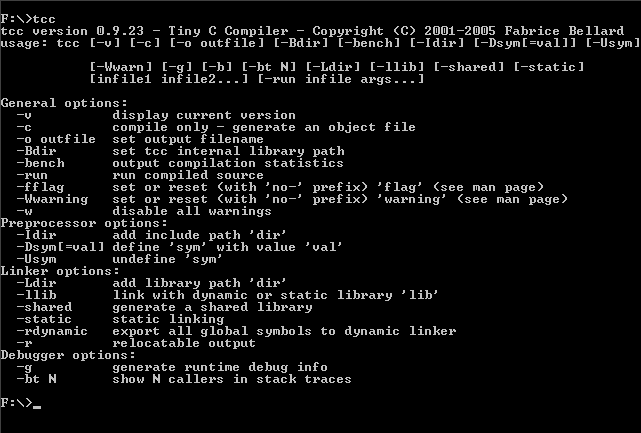 F:\>tcc
tcc version 0.9.23 - Tiny C Compiler - Copyright (C) 2001-2005 Fabrice Bellard
usage: tcc [-v] [-c] [-o outfile] [-Bdir] [-bench] [-Idir] [-Dsym[=val]] [-Usym]
[-Wwarn] [-g] [-b] [-bt N] [-Ldir] [-llib] [-shared] [-static]
[infile1 infile2...] [-run infile args...]
General options:
-v display current version
-c compile only - generate an object file
-o outfile set output filename
-Bdir set tcc internal library path
-bench output compilation statistics
-run run compiled source
-fflag set or reset (with 'no-' prefix) 'flag' (see man page)
-Wwarning set or reset (with 'no-' prefix) 'warning' (see man page)
-w disable all warnings
Preprocessor options:
-Idir add include path 'dir'
-Dsym[=val] define 'sym' with value 'val'
-Usym undefine 'sym'
Linker options:
-Ldir add library path 'dir'
-llib link with dynamic or static library 'lib'
-shared generate a shared library
-static static linking
-rdynamic export all global symbols to dynamic linker
-r relocatable output
Debugger options:
-g generate runtime debug info
-bt N show N callers in stack traces
F:\>_